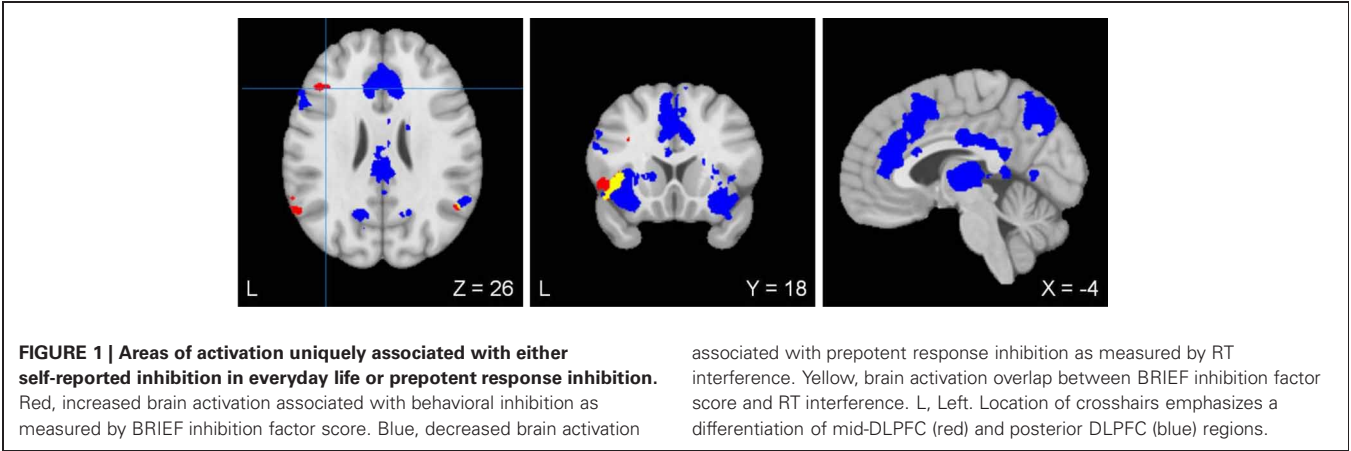 L
Z = 26
L
Y = 18
X = -4
FIGURE 1 | Areas of activation uniquely associated with either
self-reported inhibition in everyday life or prepotent response inhibition.
Red, increased brain activation associated with behavioral inhibition as
measured by BRIEF inhibition factor score. Blue, decreased brain activation
associated with prepotent response inhibition as measured by RT
interference. Yellow, brain activation overlap between BRIEF inhibition factor
score and RT interference. L, Left. Location of crosshairs emphasizes a
differentiation of mid-DLPFC (red) and posterior DLPFC (blue) regions.